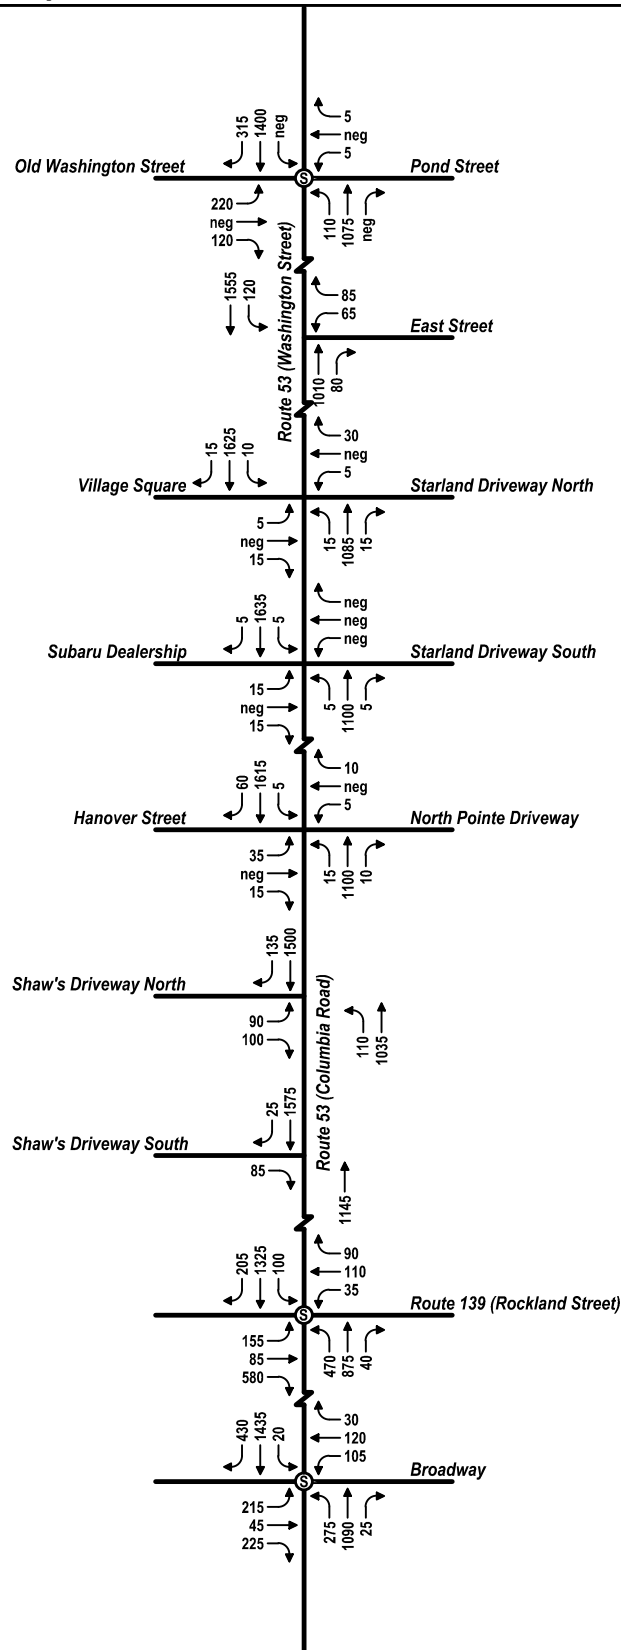 315 1400 neg
5
neg
5
Old Washington Street
S
Pond Street
220
neg
120
110 1075 neg
Route 53 (Washington Street)
1555 120
85
65
East Street
1010 80
15 1625 10
30
neg
5
Village Square
Starland Driveway North
5
neg
15
15 1085 15
5 1635 5
neg
neg
neg
Subaru Dealership
Starland Driveway South
15
neg
15
5 1100 5
60 1615 5
10
neg
5
Hanover Street
North Pointe Driveway
35
neg
15
15 1100 10
135 1500
Shaw's Driveway North
90
100
110 1035
Route 53 (Columbia Road)
25 1575
Shaw's Driveway South
85
1145
205 1325 100
90
110
35
S
Route 139 (Rockland Street)
155
85
580
470 875 40
430 1435 20
30
120
105
S
Broadway
215
45
225
275 1090 25